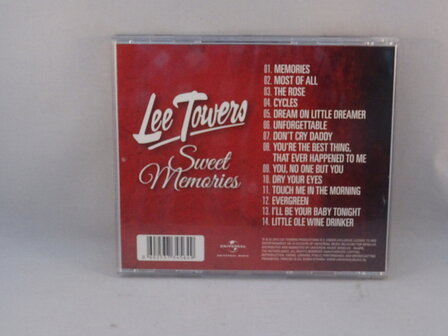 Lee Towers
Sweet
Memories
01. MEMORIES
02. MOST OF ALL
03. THE ROSE
04. CYCLES
05. DREAM ON LITTLE DREAMER
06. UNFORGETTABLE
07. DON'T CRY DADDY
08. YOU'RE THE BEST THING,
THAT EVER HAPPENED TO ME
09. YOU, NO ONE BUT YOU
10. DRY YOUR EYES
11. TOUCH ME IN THE MORNING
12. EVERGREEN
13. I'LL BE YOUR BABY TONIGHT
14. LITTLE OLE WINE DRINKER
UNIVERSAL
UNIVERSAL MUSIC